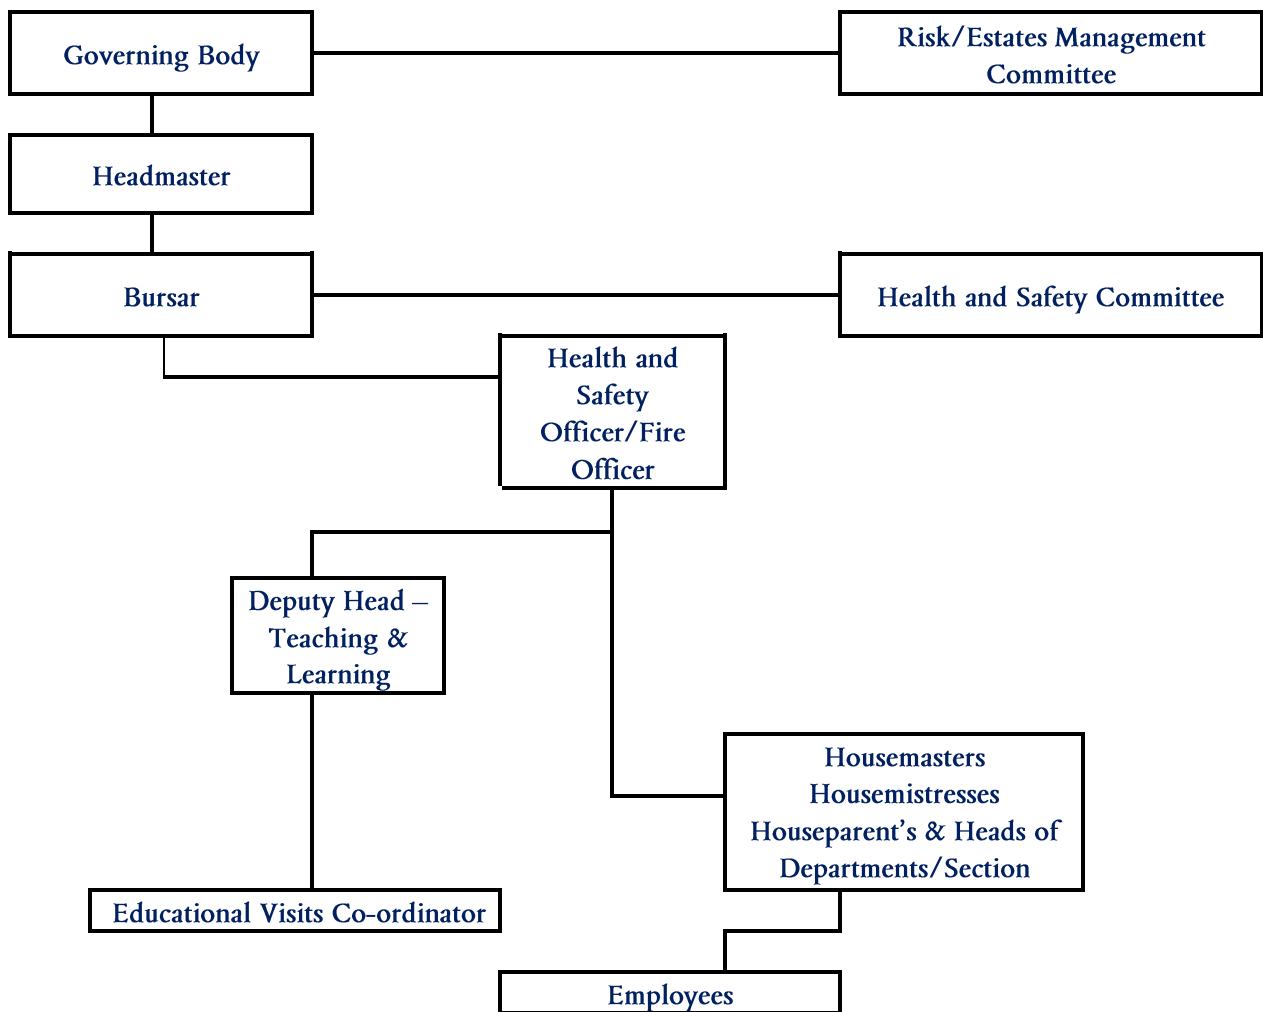 Governing Body
Risk/Estates Management
Committee
Headmaster
Bursar
Health and Safety Committee
Health and
Safety
Officer/Fire
Officer
Deputy Head –
Teaching &
Learning
Housemasters
Housemistresses
Houseparent’s & Heads of
Departments/Section
Educational Visits Co-ordinator
Employees